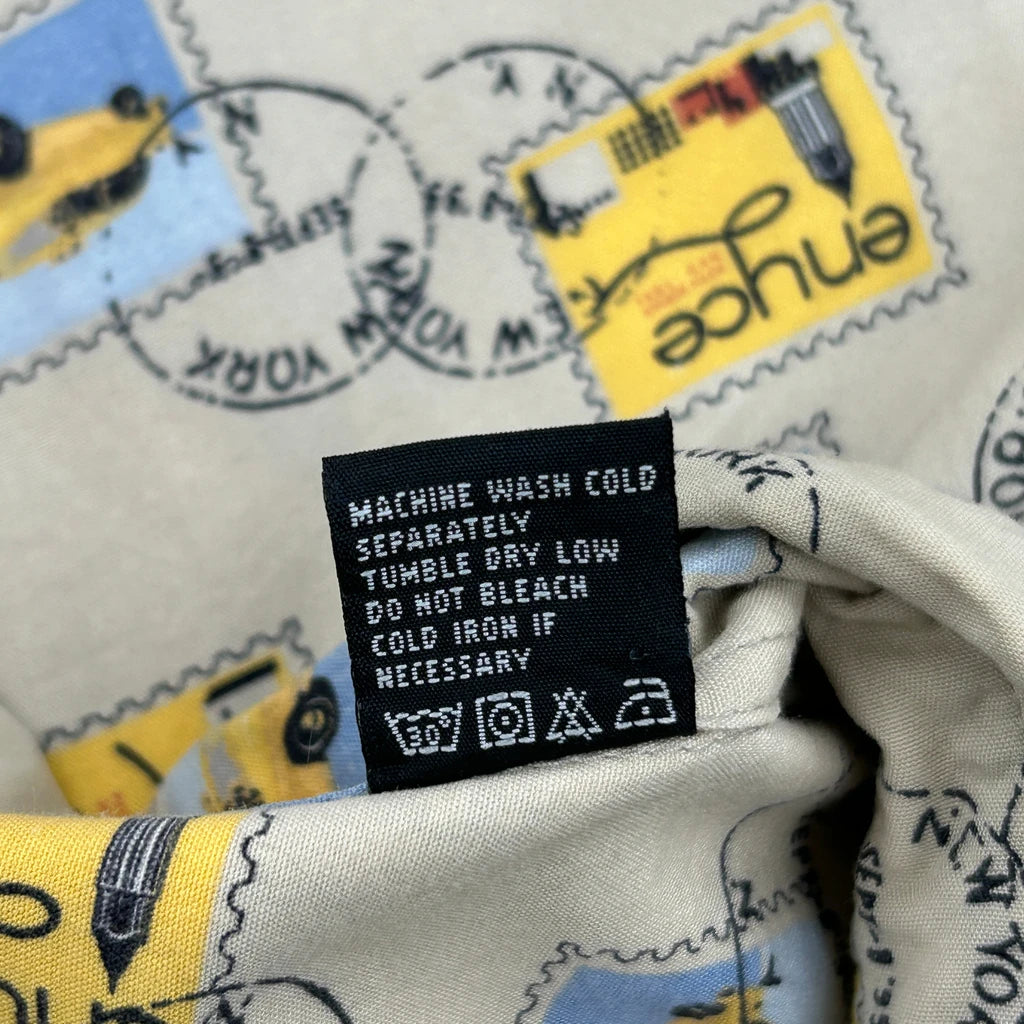 N.Y.
NEW YORK
NEW YORK
enyce
MACHINE WASH COLD
SEPARATELY
TUMBLE DRY LOW
DO NOT BLEACH
COLD IRON IF
NECESSARY
30°